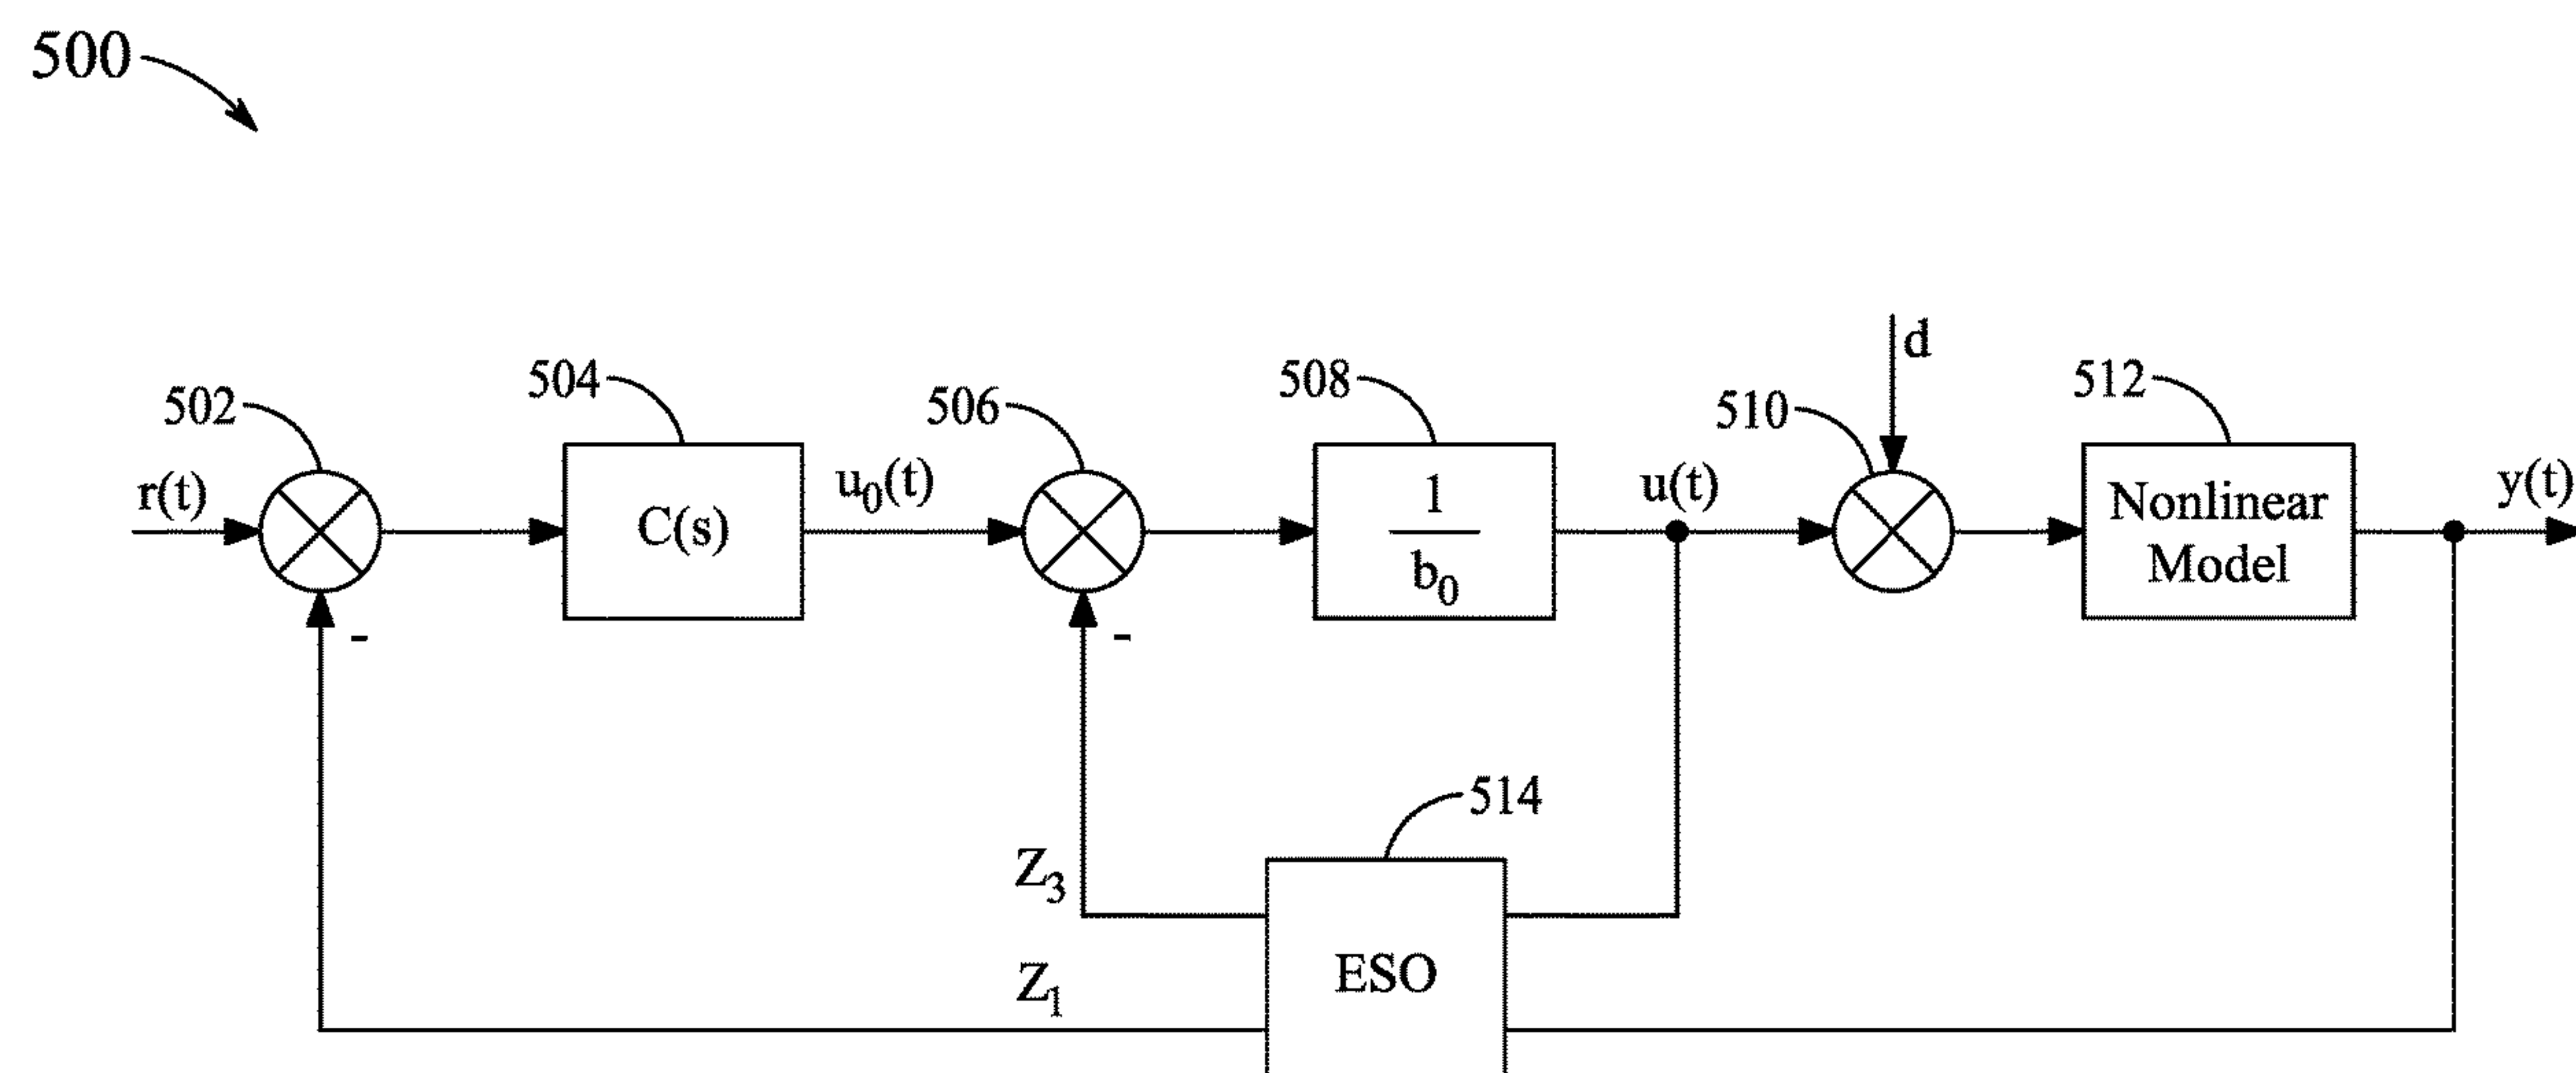 500
d
502
504
506
508
510
512
r(t)
C(s)
u₀(t)
1
b₀
u(t)
Nonlinear
Model
y(t)
-
-
514
Z₃
ESO
Z₁